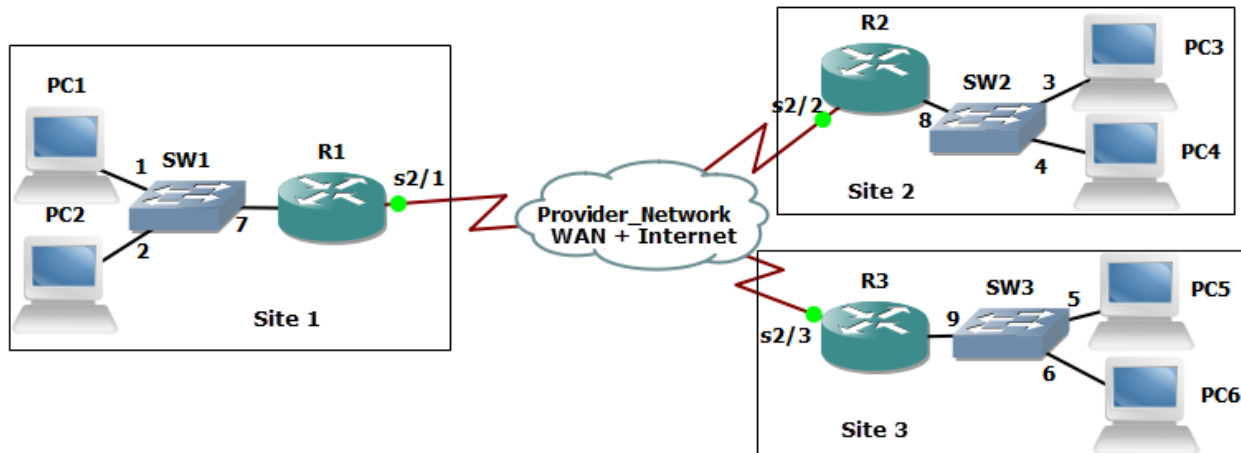 PC1
1
SW1
R1
s2/1
PC2
2
7
Site 1
Provider_Network
WAN + Internet
R2
s2/2
8
SW2
3
PC3
4
PC4
Site 2
R3
s2/3
9
SW3
5
PC5
6
PC6
Site 3